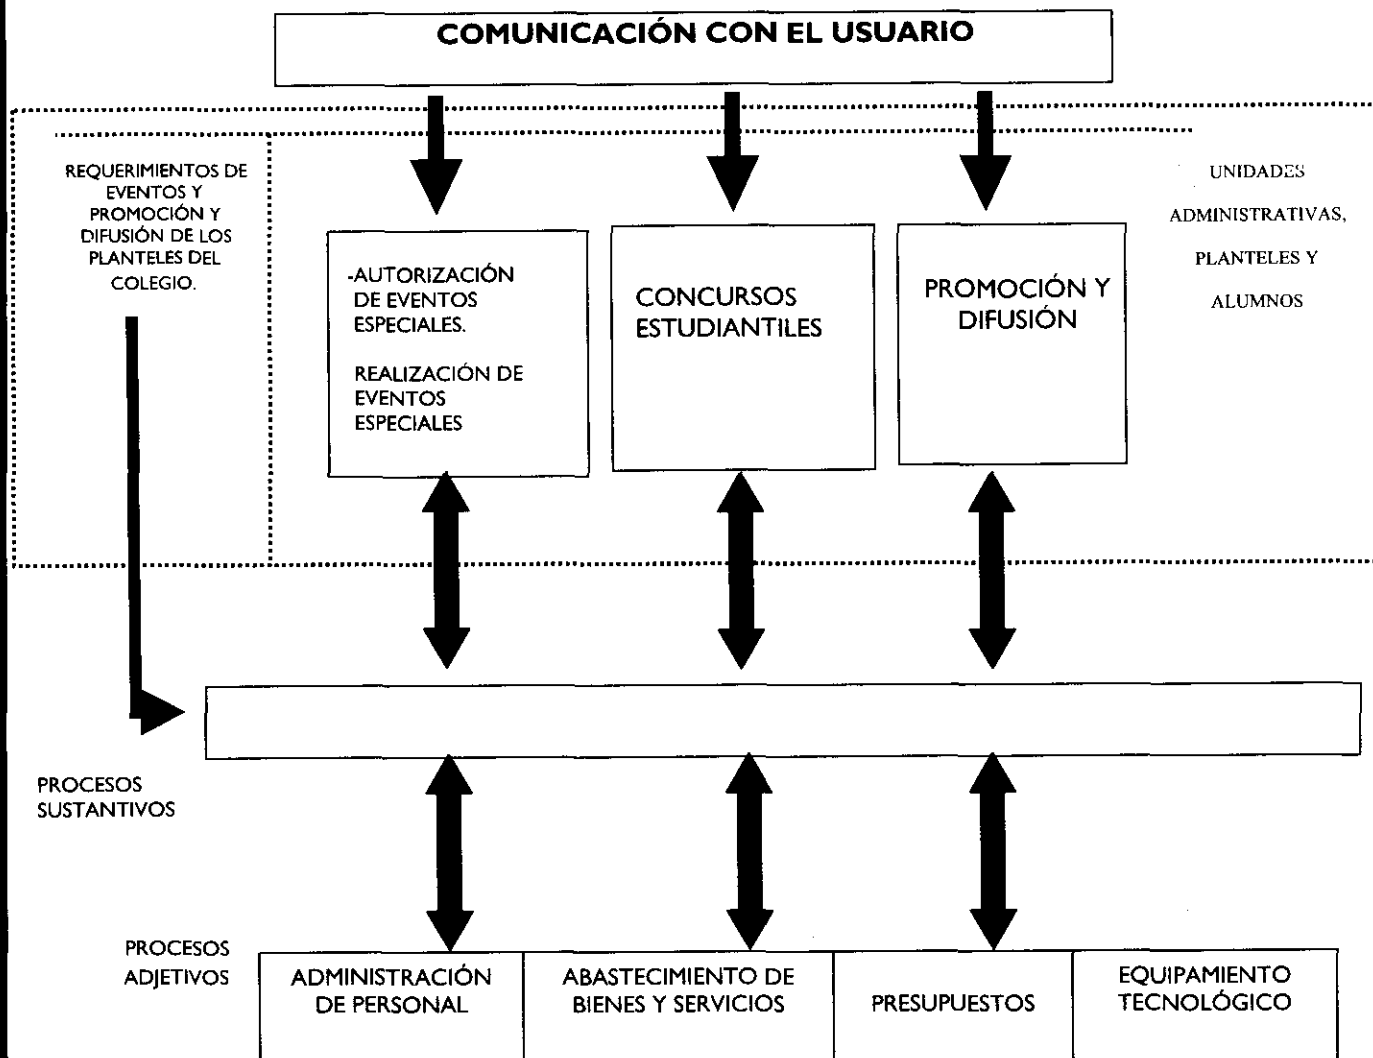 COMUNICACIÓN CON EL USUARIO
REQUERIMIENTOS DE
EVENTOS Y
PROMOCIÓN Y
DIFUSIÓN DE LOS
PLANTELES DEL
COLEGIO.
-AUTORIZACIÓN
DE EVENTOS
ESPECIALES.
REALIZACIÓN DE
EVENTOS
ESPECIALES
CONCURSOS
ESTUDIANTILES
PROMOCIÓN Y
DIFUSIÓN
UNIDADES
ADMINISTRATIVAS,
PLANTELES Y
ALUMNOS
PROCESOS
SUSTANTIVOS
PROCESOS
ADJETIVOS
ADMINISTRACIÓN
DE PERSONAL
ABASTECIMIENTO DE
BIENES Y SERVICIOS
PRESUPUESTOS
EQUIPAMIENTO
TECNOLÓGICO